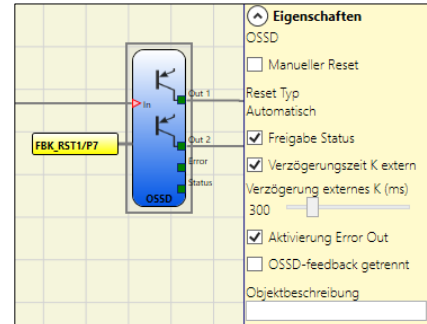 Eigenschaften
OSSD
Manueller Reset
Reset Typ
Automatisch
Freigabe Status
Verzögerungszeit K extern
Verzögerung externes K (ms)
300
Aktivierung Error Out
OSSD-feedback getrennt
Objektbeschreibung
In
Out 1
Out 2
Error
Status
OSSD
FBK_RST1/P7